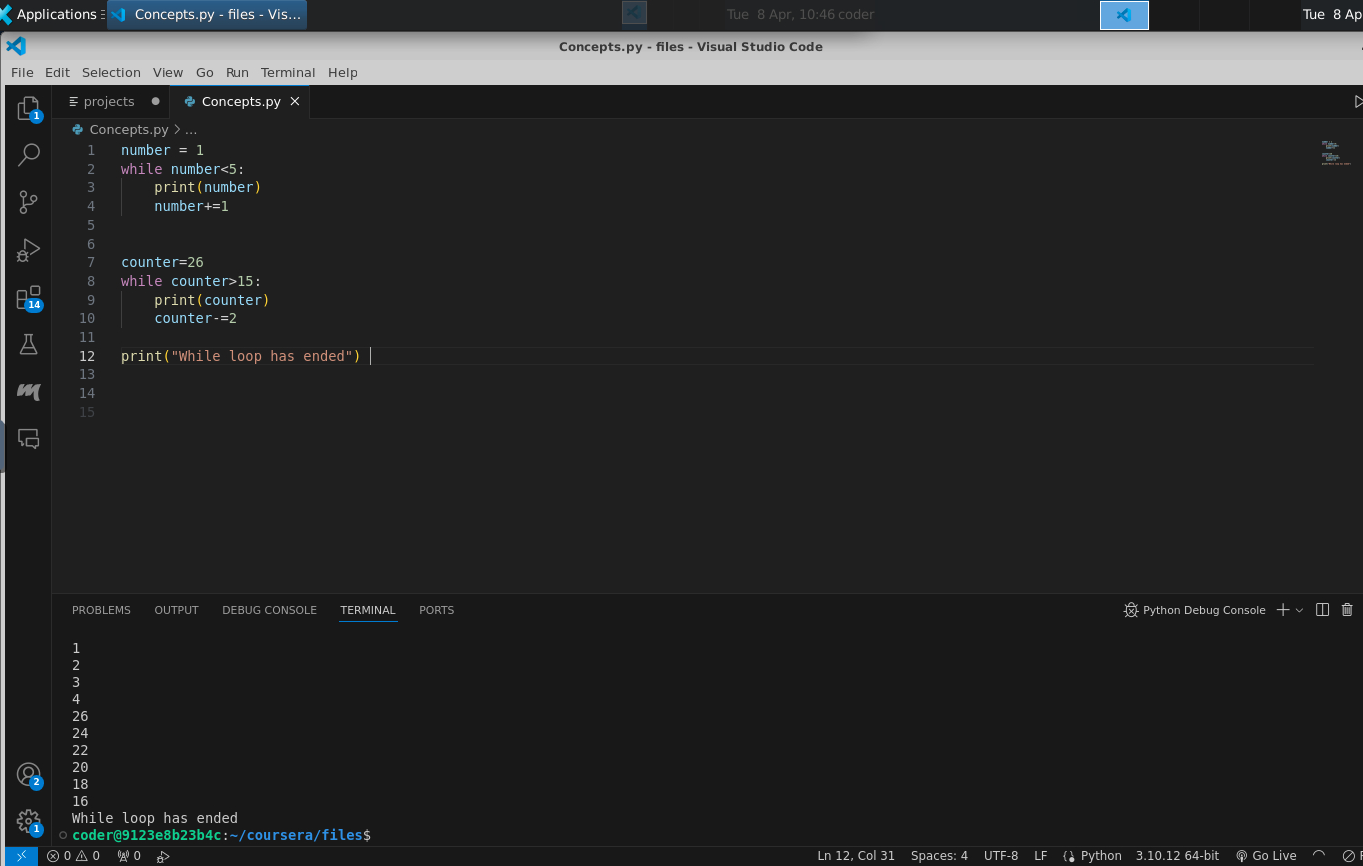 Applications
Concepts.py - files - Vis...
Tue 8 Apr, 10:46 coder
Tue 8 Ap
Concepts.py - files - Visual Studio Code
File Edit Selection View Go Run Terminal Help
projects Concepts.py
Concepts.py > ...
1 number = 1
2 while number<5:
3 print(number)
4 number+=1
5
6
7 counter=26
8 while counter>15:
9 print(counter)
10 counter-=2
11
12 print("While loop has ended")
13
14
15
1
14
2
1
PROBLEMS OUTPUT DEBUG CONSOLE TERMINAL PORTS
Python Debug Console
1
2
3
4
26
24
22
20
18
16
While loop has ended
coder@9123e8b23b4c:~/coursera/files$
0 0 0 Ln 12, Col 31 Spaces: 4 UTF-8 LF Python 3.10.12 64-bit Go Live